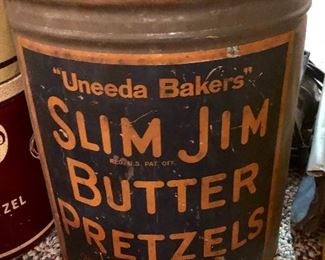 "Uneeda Bakers"
SLIM JIM
REG. U.S. PAT. OFF.
BUTTER
PRETZELS
ZEL